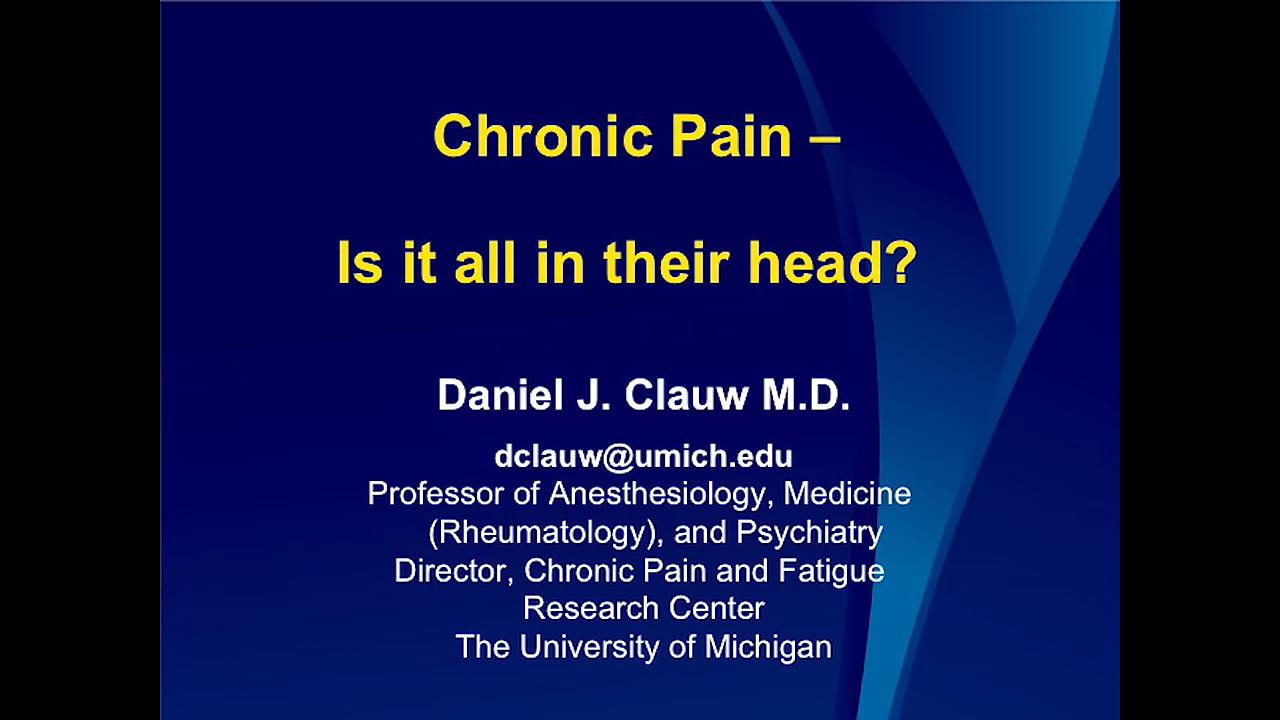 Chronic Pain –
Is it all in their head?
Daniel J. Clauw M.D.
dclauw@umich.edu
Professor of Anesthesiology, Medicine
(Rheumatology), and Psychiatry
Director, Chronic Pain and Fatigue
Research Center
The University of Michigan